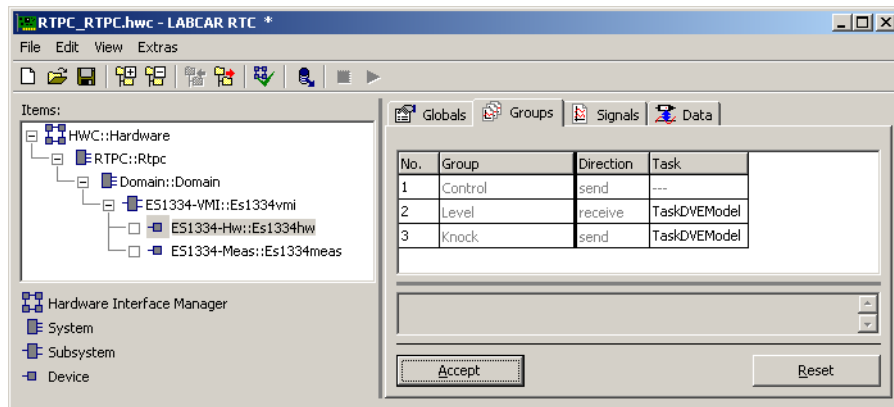 RTPC_RTPC.hwc - LABCAR RTC *
File Edit View Extras
Items:
HWC::Hardware
RTPC::Rtpc
Domain::Domain
ES1334-VMI::Es1334vmi
ES1334-Hw::Es1334hw
ES1334-Meas::Es1334meas
Hardware Interface Manager
System
Subsystem
Device
Globals Groups Signals Data
No. Group Direction Task
1 Control send ---
2 Level receive TaskDVEModel
3 Knock send TaskDVEModel
Accept Reset